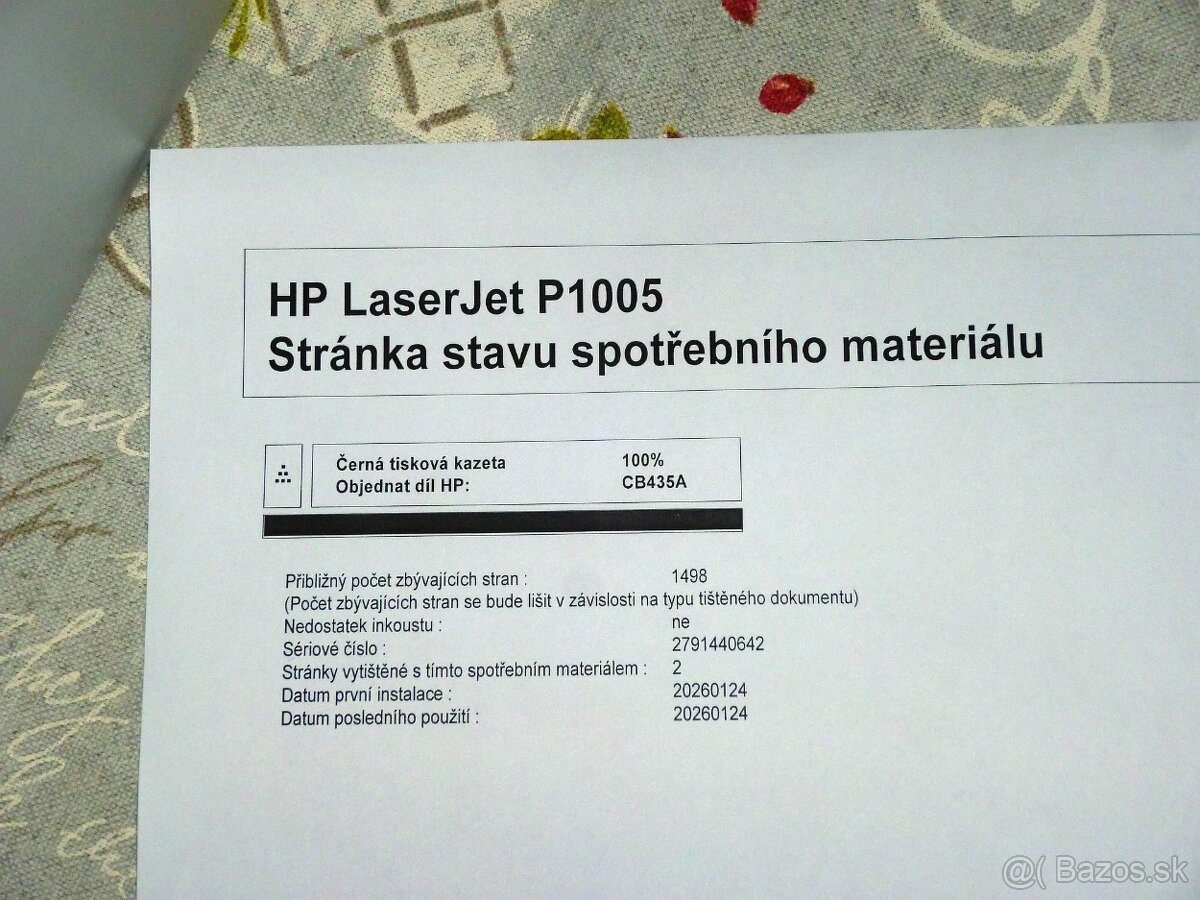 HP LaserJet P1005
Stránka stavu spotřebního materiálu
Černá tisková kazeta 100%
Objednat díl HP: CB435A
Přibližný počet zbývajících stran : 1498
(Počet zbývajících stran se bude lišit v závislosti na typu tištěného dokumentu)
Nedostatek inkoustu : ne
Sériové číslo : 2791440642
Stránky vytištěné s tímto spotřebním materiálem : 2
Datum první instalace : 20260124
Datum posledního použití : 20260124
@( Bazos.sk